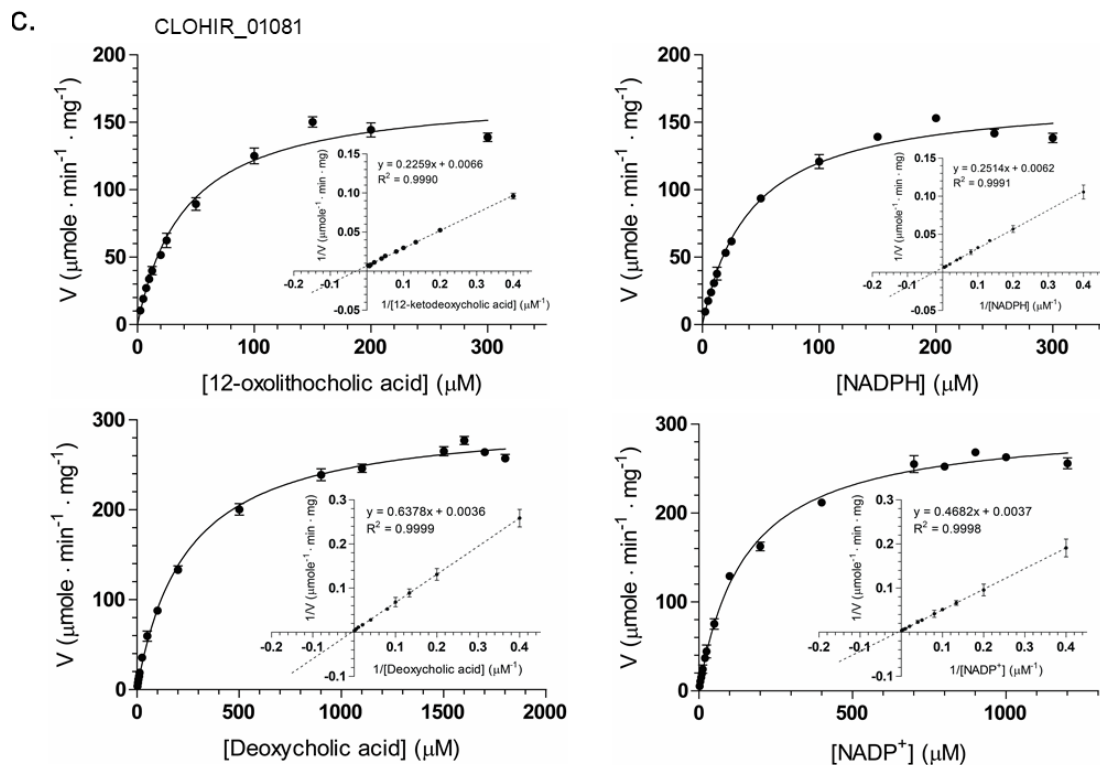 C.
CLOHIR_01081
V (μmole · min⁻¹ · mg⁻¹)
200
150
100
50
0
0
100
200
300
[12-oxolithocholic acid] (μM)
y = 0.2259x + 0.0066
R² = 0.9990
1/V (μmole⁻¹ · min · mg)
0.15
0.10
0.05
-0.05
-0.2
-0.1
0.1
0.2
0.3
0.4
0.5
1/[12-ketodeoxycholic acid] (μM⁻¹)
V (μmole · min⁻¹ · mg⁻¹)
200
150
100
50
0
0
100
200
300
[NADPH] (μM)
y = 0.2514x + 0.0062
R² = 0.9991
1/V (μmole⁻¹ · min · mg)
0.15
0.10
0.05
-0.05
-0.2
-0.1
0.1
0.2
0.3
0.4
1/[NADPH] (μM⁻¹)
V (μmole · min⁻¹ · mg⁻¹)
300
200
100
0
0
500
1000
1500
2000
[Deoxycholic acid] (μM)
y = 0.6378x + 0.0036
R² = 0.9999
1/V (μmole⁻¹ · min · mg)
0.3
0.2
0.1
-0.1
-0.2
-0.1
0.1
0.2
0.3
0.4
1/[Deoxycholic acid] (μM⁻¹)
V (μmole · min⁻¹ · mg⁻¹)
300
200
100
0
0
500
1000
[NADP⁺] (μM)
y = 0.4682x + 0.0037
R² = 0.9998
1/V (μmole⁻¹ · min · mg)
0.3
0.2
0.1
-0.1
-0.2
-0.1
0.1
0.2
0.3
0.4
1/[NADP⁺] (μM⁻¹)